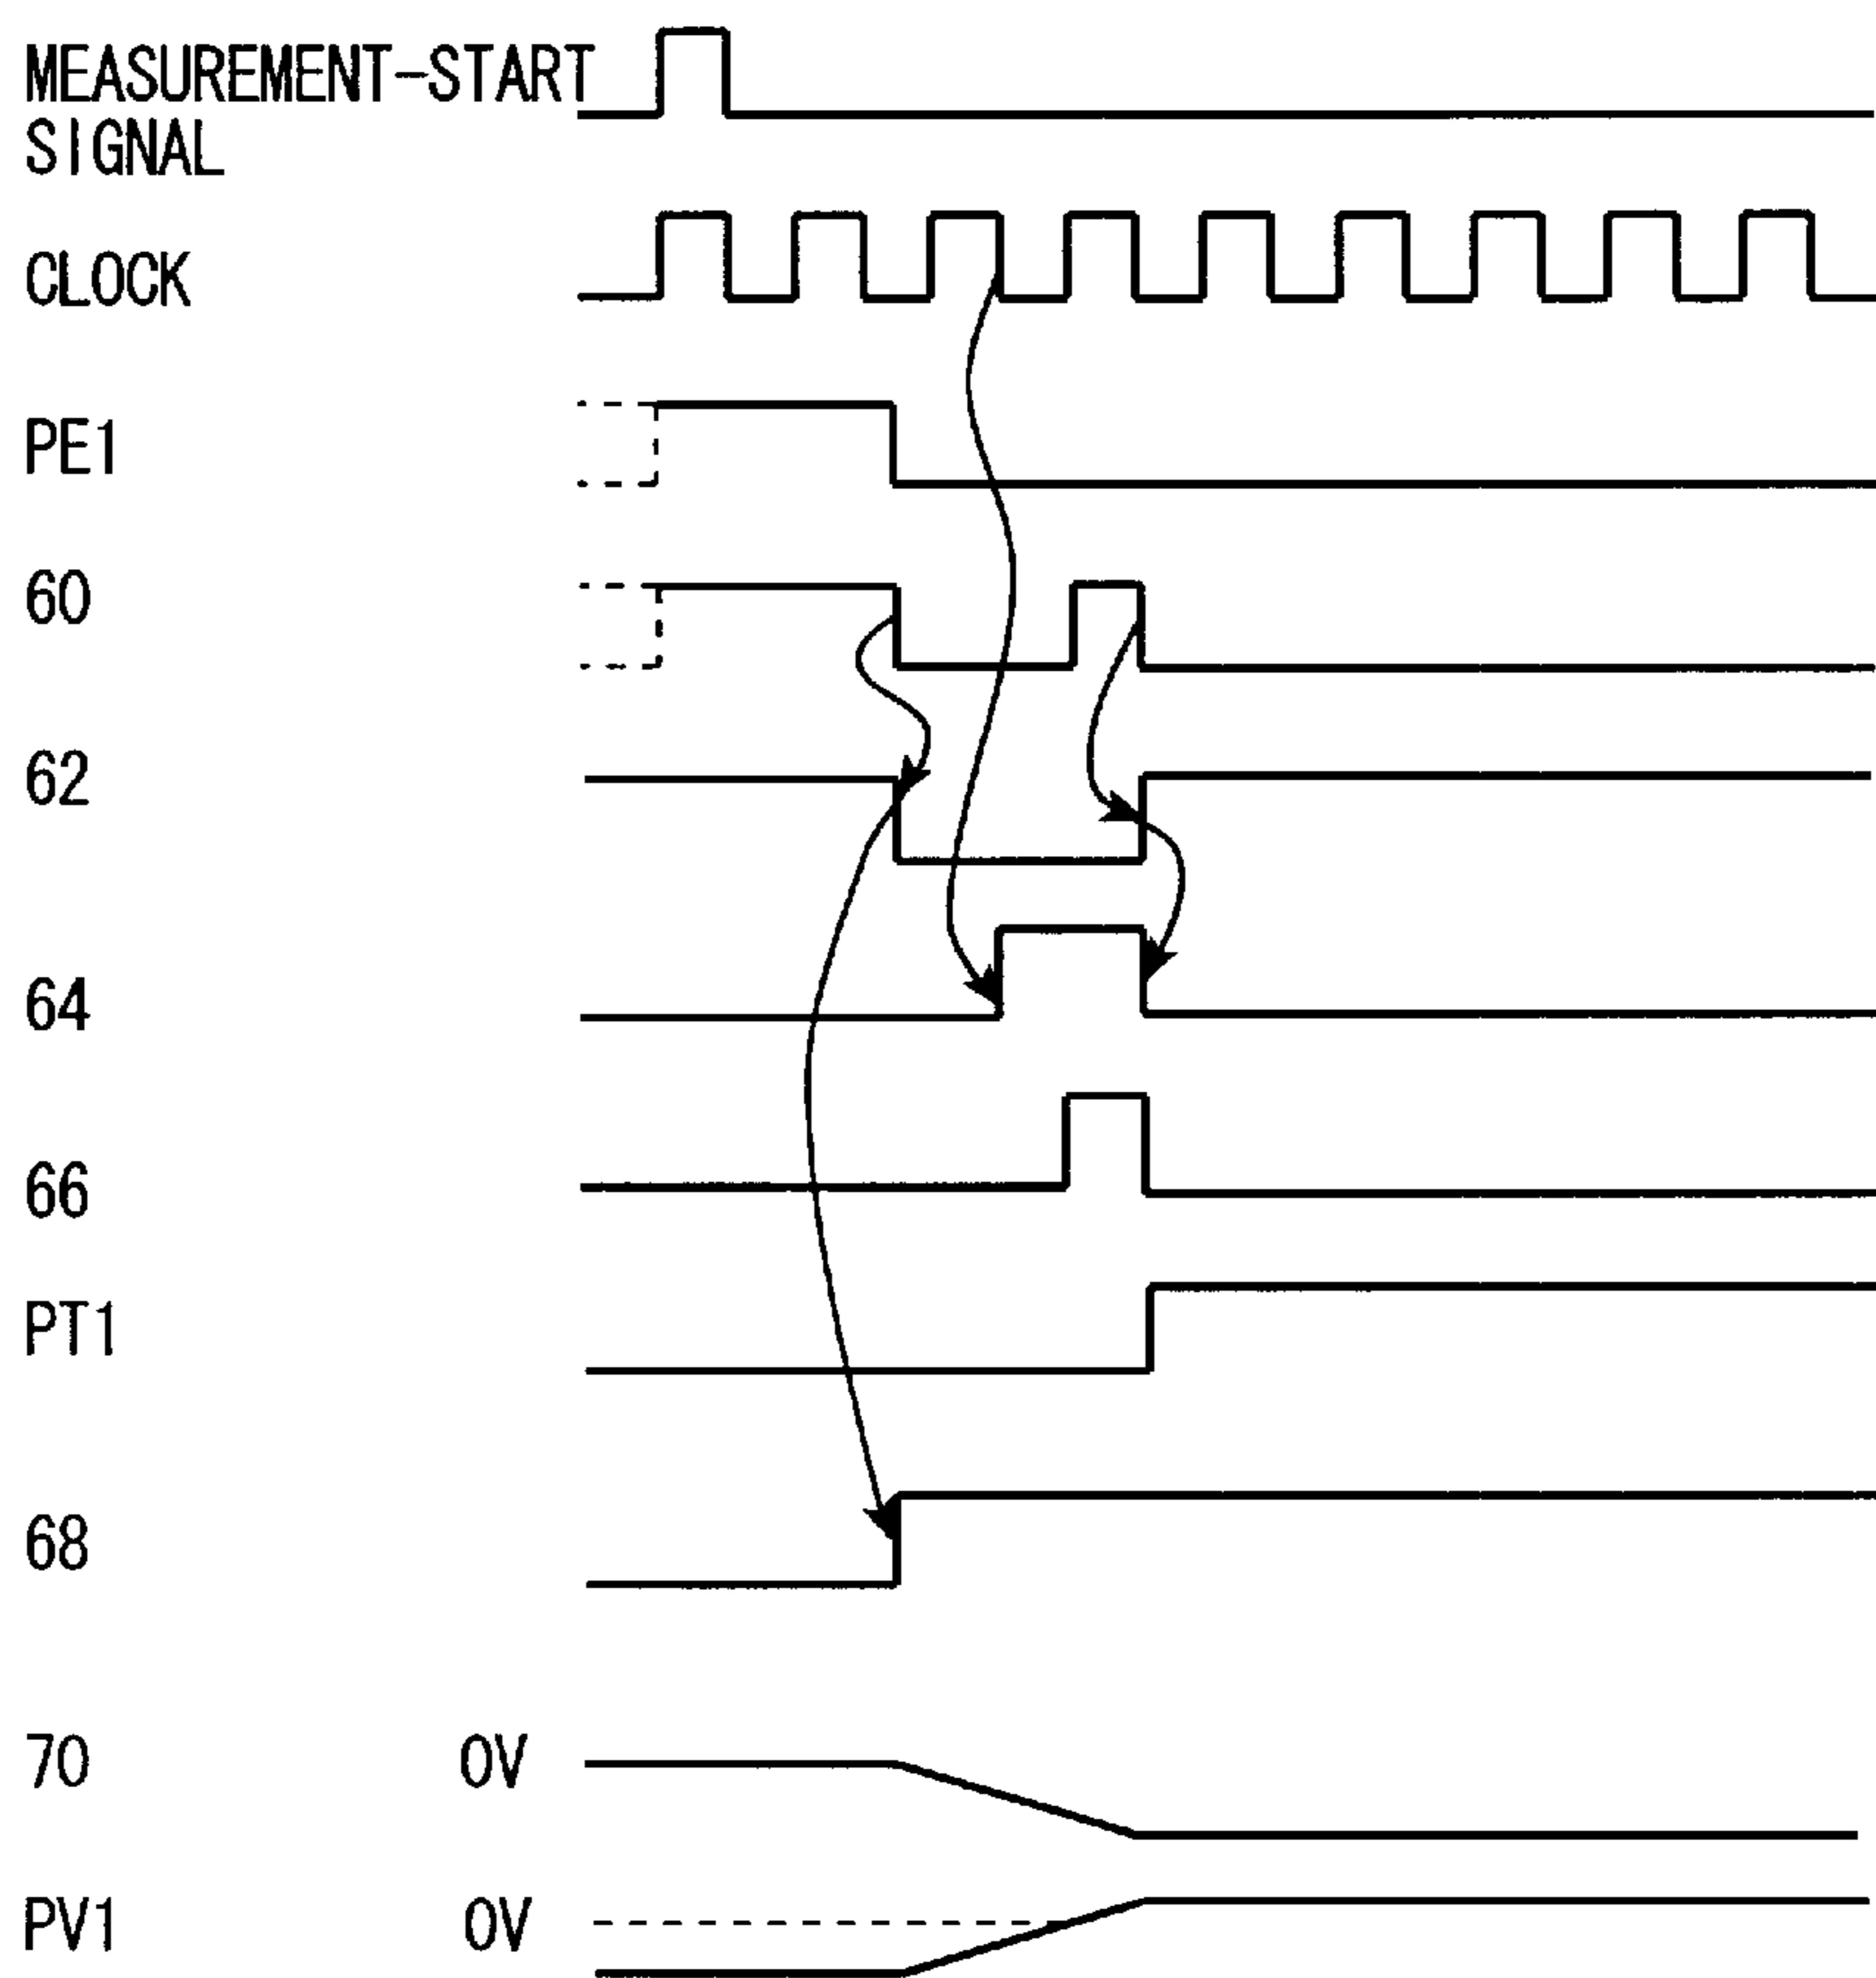 MEASUREMENT-START
SIGNAL
CLOCK
PE1
60
62
64
66
PT1
68
70 0V
PV1 0V